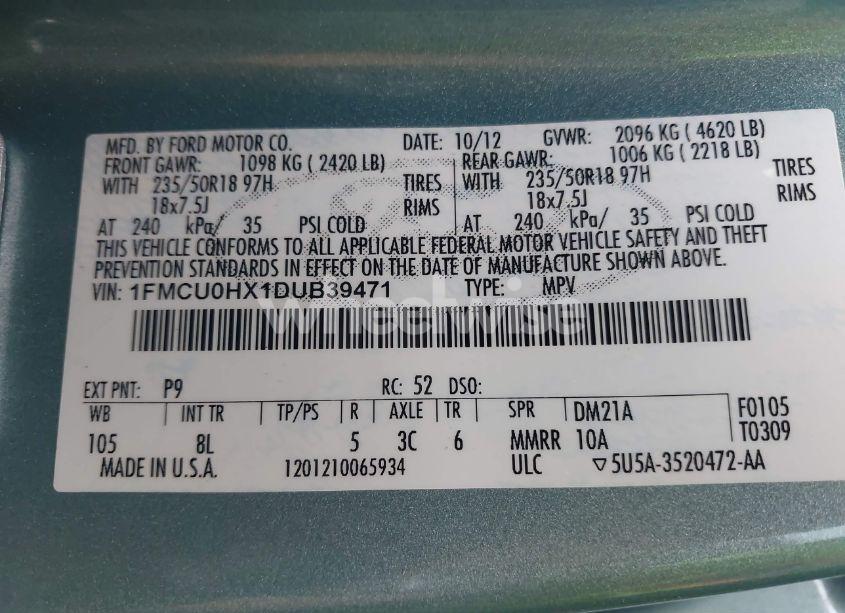 MFD. BY FORD MOTOR CO. DATE: 10/12 GVWR: 2096 KG ( 4620 LB)
FRONT GAWR: 1098 KG ( 2420 LB) REAR GAWR: 1006 KG ( 2218 LB)
WITH 235/50R18 97H TIRES WITH 235/50R18 97H TIRES
18x7.5J RIMS 18x7.5J RIMS
AT 240 kPa/ 35 PSI COLD AT 240 kPa/ 35 PSI COLD
THIS VEHICLE CONFORMS TO ALL APPLICABLE FEDERAL MOTOR VEHICLE SAFETY AND THEFT
PREVENTION STANDARDS IN EFFECT ON THE DATE OF MANUFACTURE SHOWN ABOVE.
VIN: 1FMCU0HX1DUB39471 TYPE: MPV
Wheelwise
EXT PNT: P9 RC: 52 DSO:
WB INT TR TP/PS R AXLE TR SPR DM21A F0105
105 8L 5 3C 6 MMRR 10A T0309
MADE IN U.S.A. 1201210065934 ULC ▽5U5A-3520472-AA